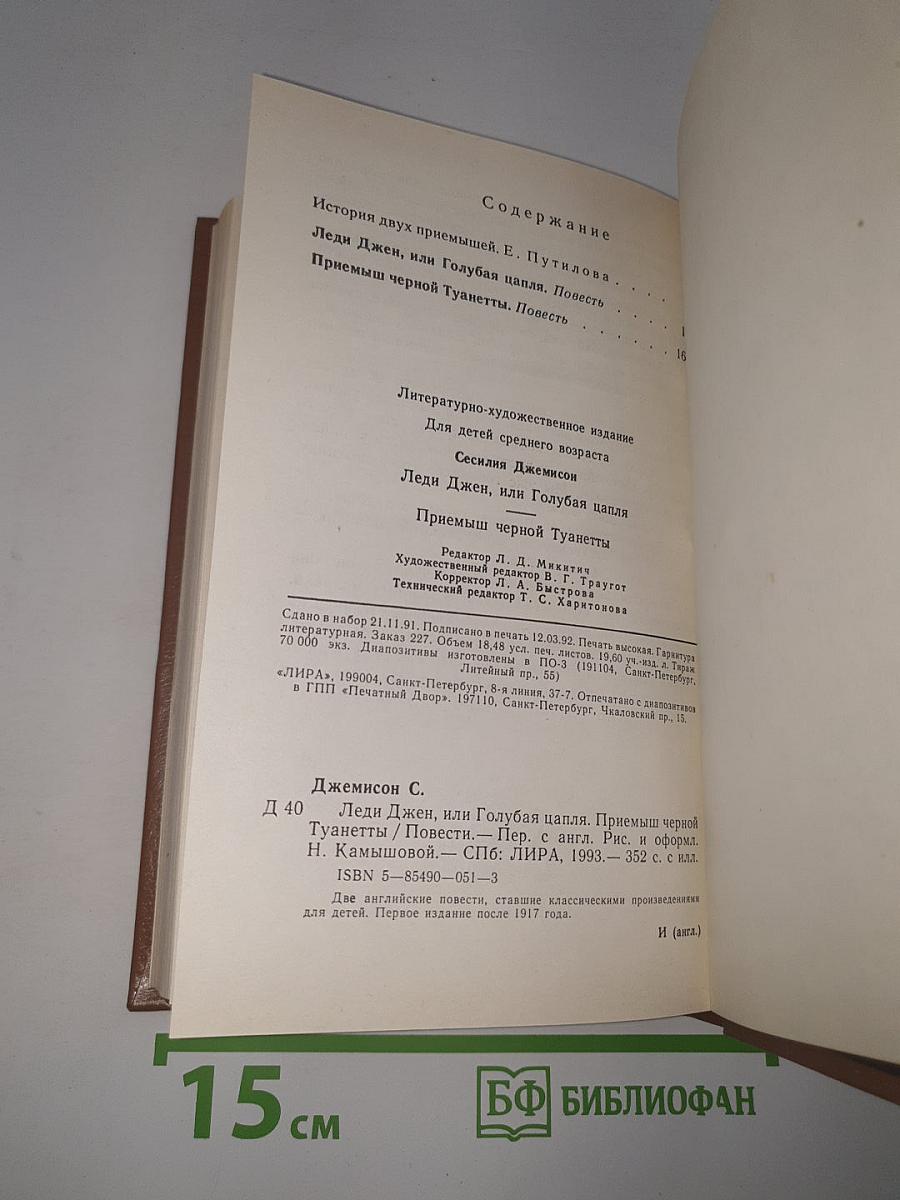 Содержание
История двух приемышей. Е. Путилова . . . .
Леди Джен, или Голубая цапля. Повесть . . . . 1
Приемыш черной Туанетты. Повесть . . . . . . 16
Литературно-художественное издание
Для детей среднего возраста
Сесилия Джемисон
Леди Джен, или Голубая цапля
Приемыш черной Туанетты
Редактор Л. Д. Микитич
Художественный редактор В. Г. Траугот
Корректор Л. А. Быстрова
Технический редактор Т. С. Харитонова
Сдано в набор 21.11.91. Подписано в печать 12.03.92. Печать высокая. Гарнитура
литературная. Заказ 227. Объем 18,48 усл. печ. листов. 19,60 уч.-изд. л. Тираж
70 000 экз. Диапозитивы изготовлены в ПО-3 (191104, Санкт-Петербург,
Литейный пр., 55)
«ЛИРА», 199004, Санкт-Петербург, 8-я линия, 37-7. Отпечатано с диапозитивов
в ГПП «Печатный Двор». 197110, Санкт-Петербург, Чкаловский пр., 15.
Джемисон С.
Д 40 Леди Джен, или Голубая цапля. Приемыш черной
Туанетты / Повести.— Пер. с англ. Рис. и оформл.
Н. Камышовой.— СПб: ЛИРА, 1993.— 352 с. с илл.
ISBN 5—85490—051—3
Две английские повести, ставшие классическими произведениями
для детей. Первое издание после 1917 года.
И (англ.)
15 см
БФ БИБЛИОФАН